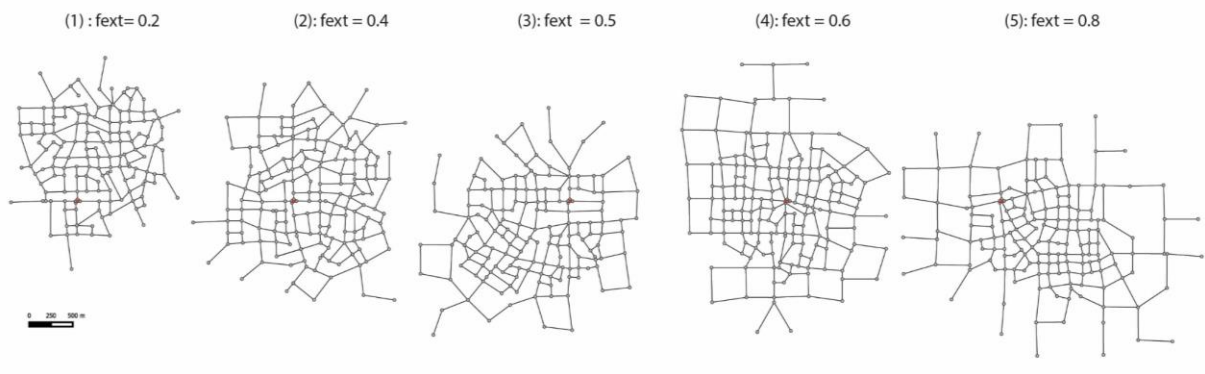 (1) : fext= 0.2
(2): fext = 0.4
(3): fext = 0.5
(4): fext = 0.6
(5): fext = 0.8
0 250 500 m